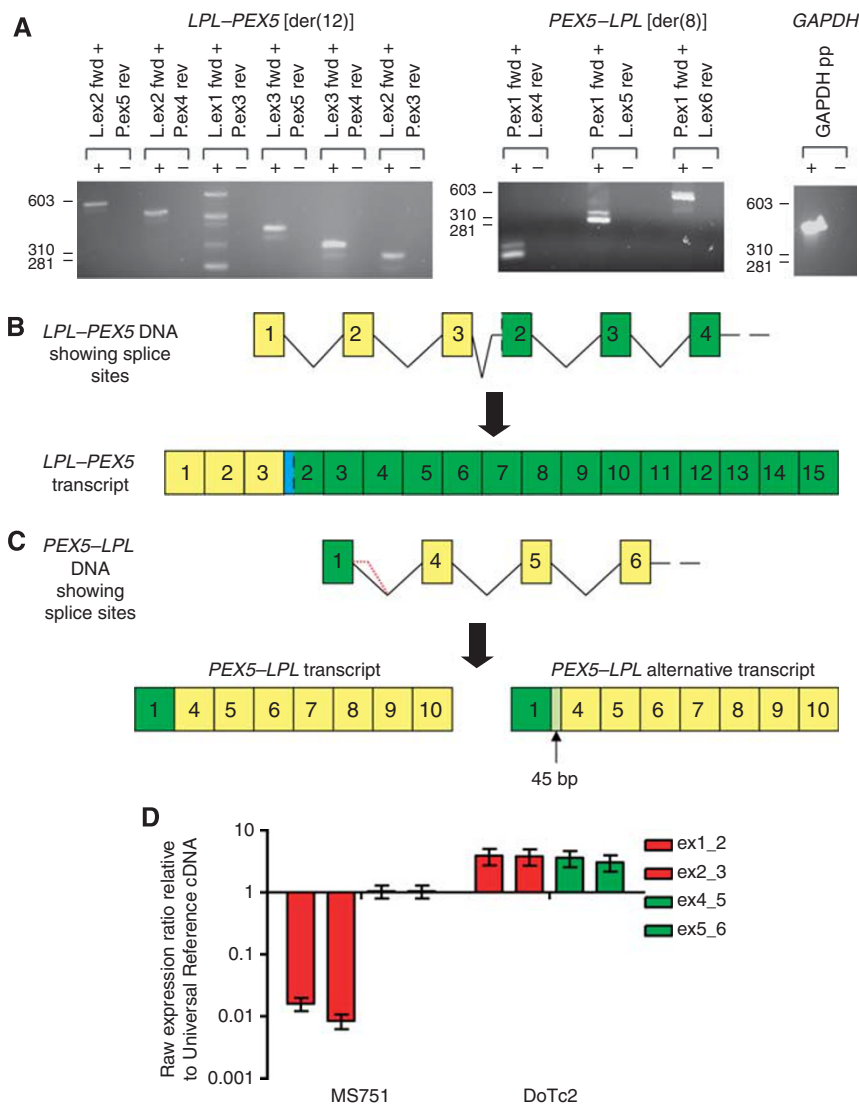 A
LPL–PEX5 [der(12)]
PEX5–LPL [der(8)]
GAPDH
L.ex2 fwd +
P.ex5 rev
L.ex2 fwd +
P.ex4 rev
L.ex1 fwd +
P.ex3 rev
L.ex3 fwd +
P.ex5 rev
L.ex3 fwd +
P.ex4 rev
L.ex2 fwd +
P.ex3 rev
P.ex1 fwd +
L.ex4 rev
P.ex1 fwd +
L.ex5 rev
P.ex1 fwd +
L.ex6 rev
GAPDH pp
+ – + – + – + – + – + –
+ – + – + –
+ –
603
310
281
603
310
281
603
310
281
B
LPL–PEX5 DNA
showing splice
sites
1 2 3 2 3 4
LPL–PEX5
transcript
1 2 3 2 3 4 5 6 7 8 9 10 11 12 13 14 15
C
PEX5–LPL
DNA
showing
splice sites
1 4 5 6
PEX5–LPL transcript
1 4 5 6 7 8 9 10
PEX5–LPL alternative transcript
1 4 5 6 7 8 9 10
45 bp
D
Raw expression ratio relative
to Universal Reference cDNA
10
1
0.1
0.01
0.001
MS751
DoTc2
ex1_2
ex2_3
ex4_5
ex5_6